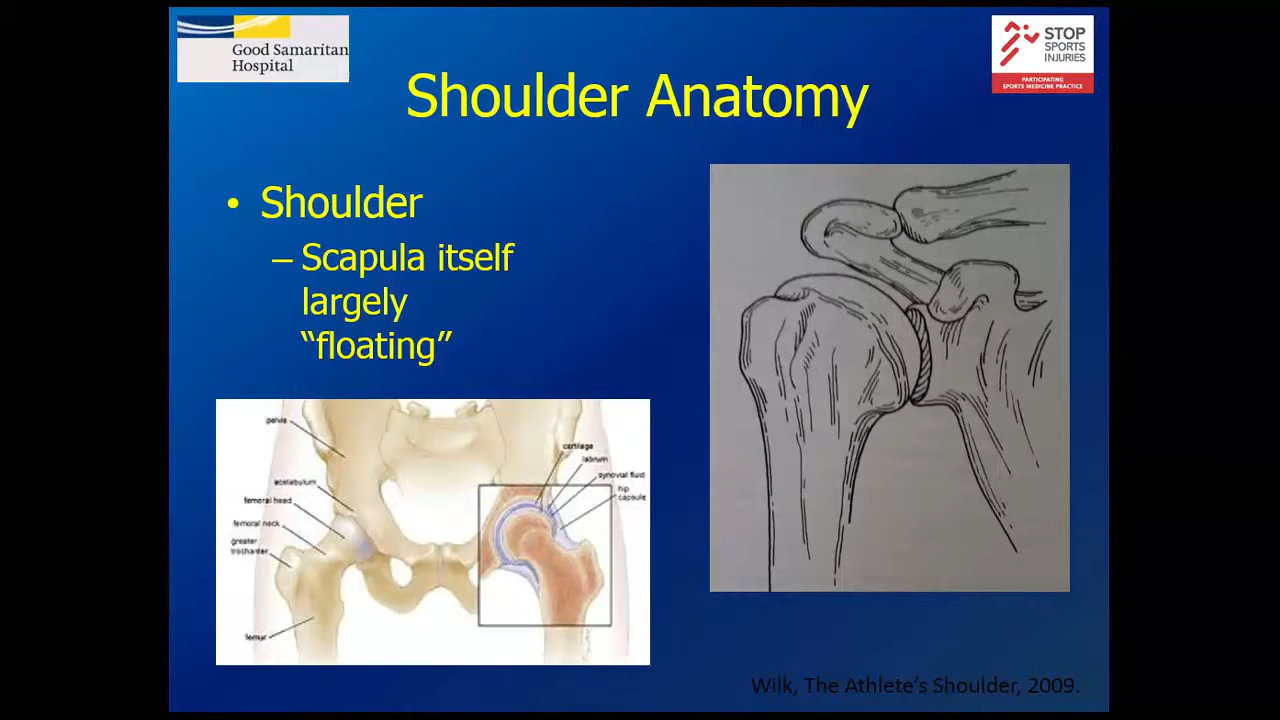 Good Samaritan
Hospital
STOP
SPORTS
INJURIES
PARTICIPATING
SPORTS MEDICINE PRACTICE
Shoulder Anatomy
• Shoulder
– Scapula itself
largely
“floating”
pelvis
acetabulum
femoral head
femoral neck
greater
trochanter
femur
cartilage
labrum
synovial fluid
hip
capsule
Wilk, The Athlete’s Shoulder, 2009.